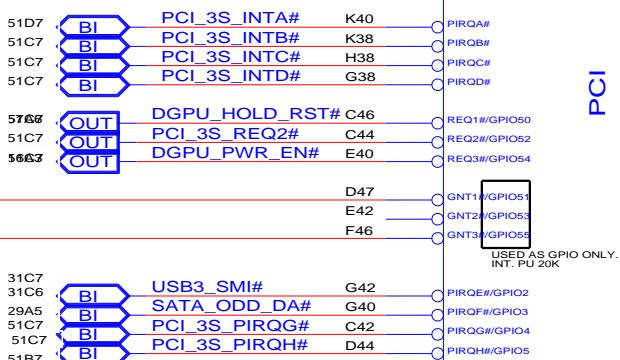 51D7 BI PCI_3S_INTA# K40 PIRQA#
51C7 BI PCI_3S_INTB# K38 PIRQB#
51C7 BI PCI_3S_INTC# H38 PIRQC#
51C7 BI PCI_3S_INTD# G38 PIRQD#
PCI
OUT DGPU_HOLD_RST# C46 REQ1#/GPIO50
51C7 OUT PCI_3S_REQ2# C44 REQ2#/GPIO52
OUT DGPU_PWR_EN# E40 REQ3#/GPIO54
D47 GNT1#/GPIO51
E42 GNT2#/GPIO53
F46 GNT3#/GPIO55
USED AS GPIO ONLY.
INT. PU 20K
31C7
31C6 BI USB3_SMI# G42 PIRQE#/GPIO2
29A5 BI SATA_ODD_DA# G40 PIRQF#/GPIO3
51C7 BI PCI_3S_PIRQG# C42 PIRQG#/GPIO4
51C7 BI PCI_3S_PIRQH# D44 PIRQH#/GPIO5
51B7